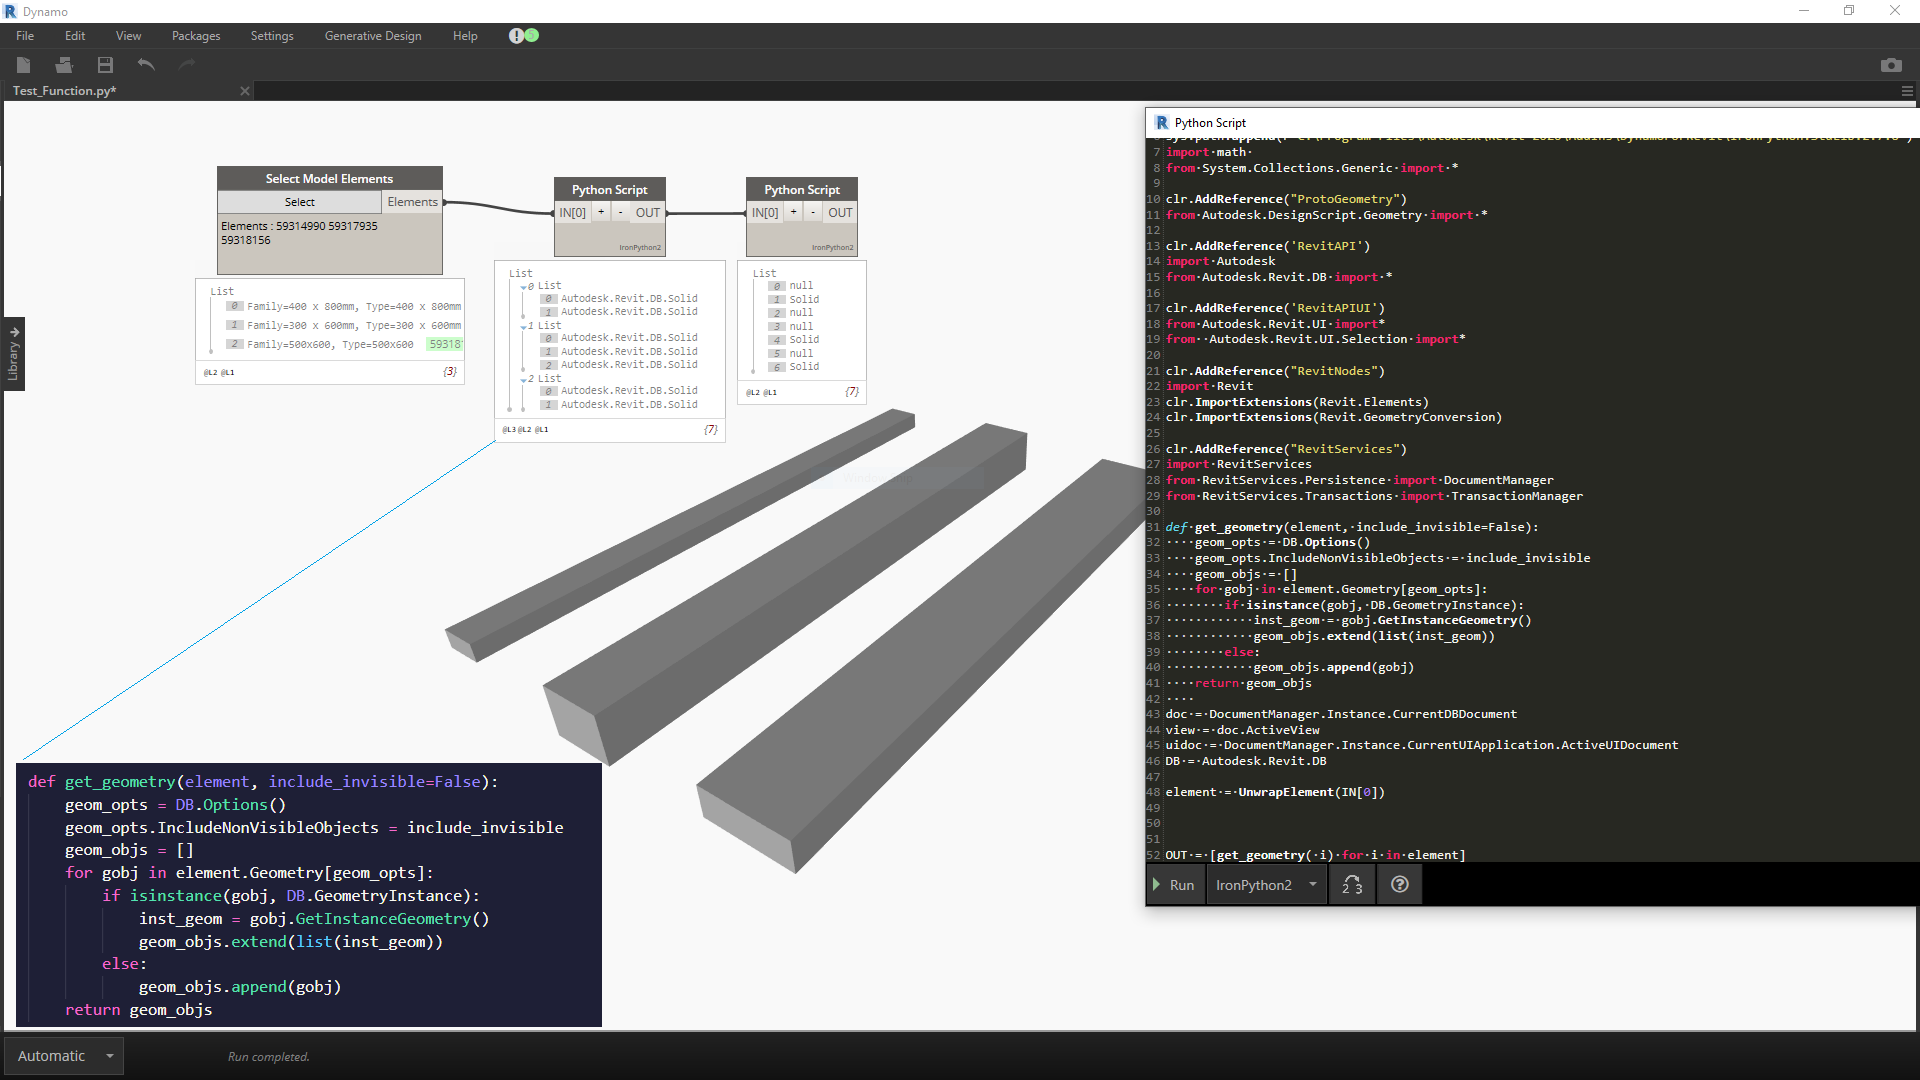 Dynamo
File Edit View Packages Settings Generative Design Help
Test_Function.py*
Library
Select Model Elements
Select Elements
Elements : 59314990 59317935
59318156
List
0 Family=400 x 800mm, Type=400 x 800mm
1 Family=300 x 600mm, Type=300 x 600mm
2 Family=500x600, Type=500x600 59318
@L2 @L1 {3}
Python Script
IN[0] + - OUT
IronPython2
List
0 List
0 Autodesk.Revit.DB.Solid
1 Autodesk.Revit.DB.Solid
1 List
0 Autodesk.Revit.DB.Solid
1 Autodesk.Revit.DB.Solid
2 Autodesk.Revit.DB.Solid
2 List
0 Autodesk.Revit.DB.Solid
1 Autodesk.Revit.DB.Solid
@L3 @L2 @L1 {7}
Python Script
IN[0] + - OUT
IronPython2
List
0 null
1 Solid
2 null
3 null
4 Solid
5 null
6 Solid
@L2 @L1 {7}
def get_geometry(element, include_invisible=False):
geom_opts = DB.Options()
geom_opts.IncludeNonVisibleObjects = include_invisible
geom_objs = []
for gobj in element.Geometry[geom_opts]:
if isinstance(gobj, DB.GeometryInstance):
inst_geom = gobj.GetInstanceGeometry()
geom_objs.extend(list(inst_geom))
else:
geom_objs.append(gobj)
return geom_objs
Python Script
7 import·math·
8 from·System.Collections.Generic·import·*
9
10 clr.AddReference("ProtoGeometry")
11 from·Autodesk.DesignScript.Geometry·import·*
12
13 clr.AddReference('RevitAPI')
14 import·Autodesk
15 from·Autodesk.Revit.DB·import·*
16
17 clr.AddReference('RevitAPIUI')
18 from·Autodesk.Revit.UI·import*
19 from··Autodesk.Revit.UI.Selection·import*
20
21 clr.AddReference("RevitNodes")
22 import·Revit
23 clr.ImportExtensions(Revit.Elements)
24 clr.ImportExtensions(Revit.GeometryConversion)
25
26 clr.AddReference("RevitServices")
27 import·RevitServices
28 from·RevitServices.Persistence·import·DocumentManager
29 from·RevitServices.Transactions·import·TransactionManager
30
31 def·get_geometry(element,·include_invisible=False):
32 ····geom_opts·=·DB.Options()
33 ····geom_opts.IncludeNonVisibleObjects·=·include_invisible
34 ····geom_objs·=·[]
35 ····for·gobj·in·element.Geometry[geom_opts]:
36 ········if·isinstance(gobj,·DB.GeometryInstance):
37 ············inst_geom·=·gobj.GetInstanceGeometry()
38 ············geom_objs.extend(list(inst_geom))
39 ········else:
40 ············geom_objs.append(gobj)
41 ····return·geom_objs
42 ····
43 doc·=·DocumentManager.Instance.CurrentDBDocument
44 view·=·doc.ActiveView
45 uidoc·=·DocumentManager.Instance.CurrentUIApplication.ActiveUIDocument
46 DB·=·Autodesk.Revit.DB
47
48 element·=·UnwrapElement(IN[0])
49
50
51
52 OUT·=·[get_geometry(·i)·for·i·in·element]
Run IronPython2 2 3
Automatic Run completed.